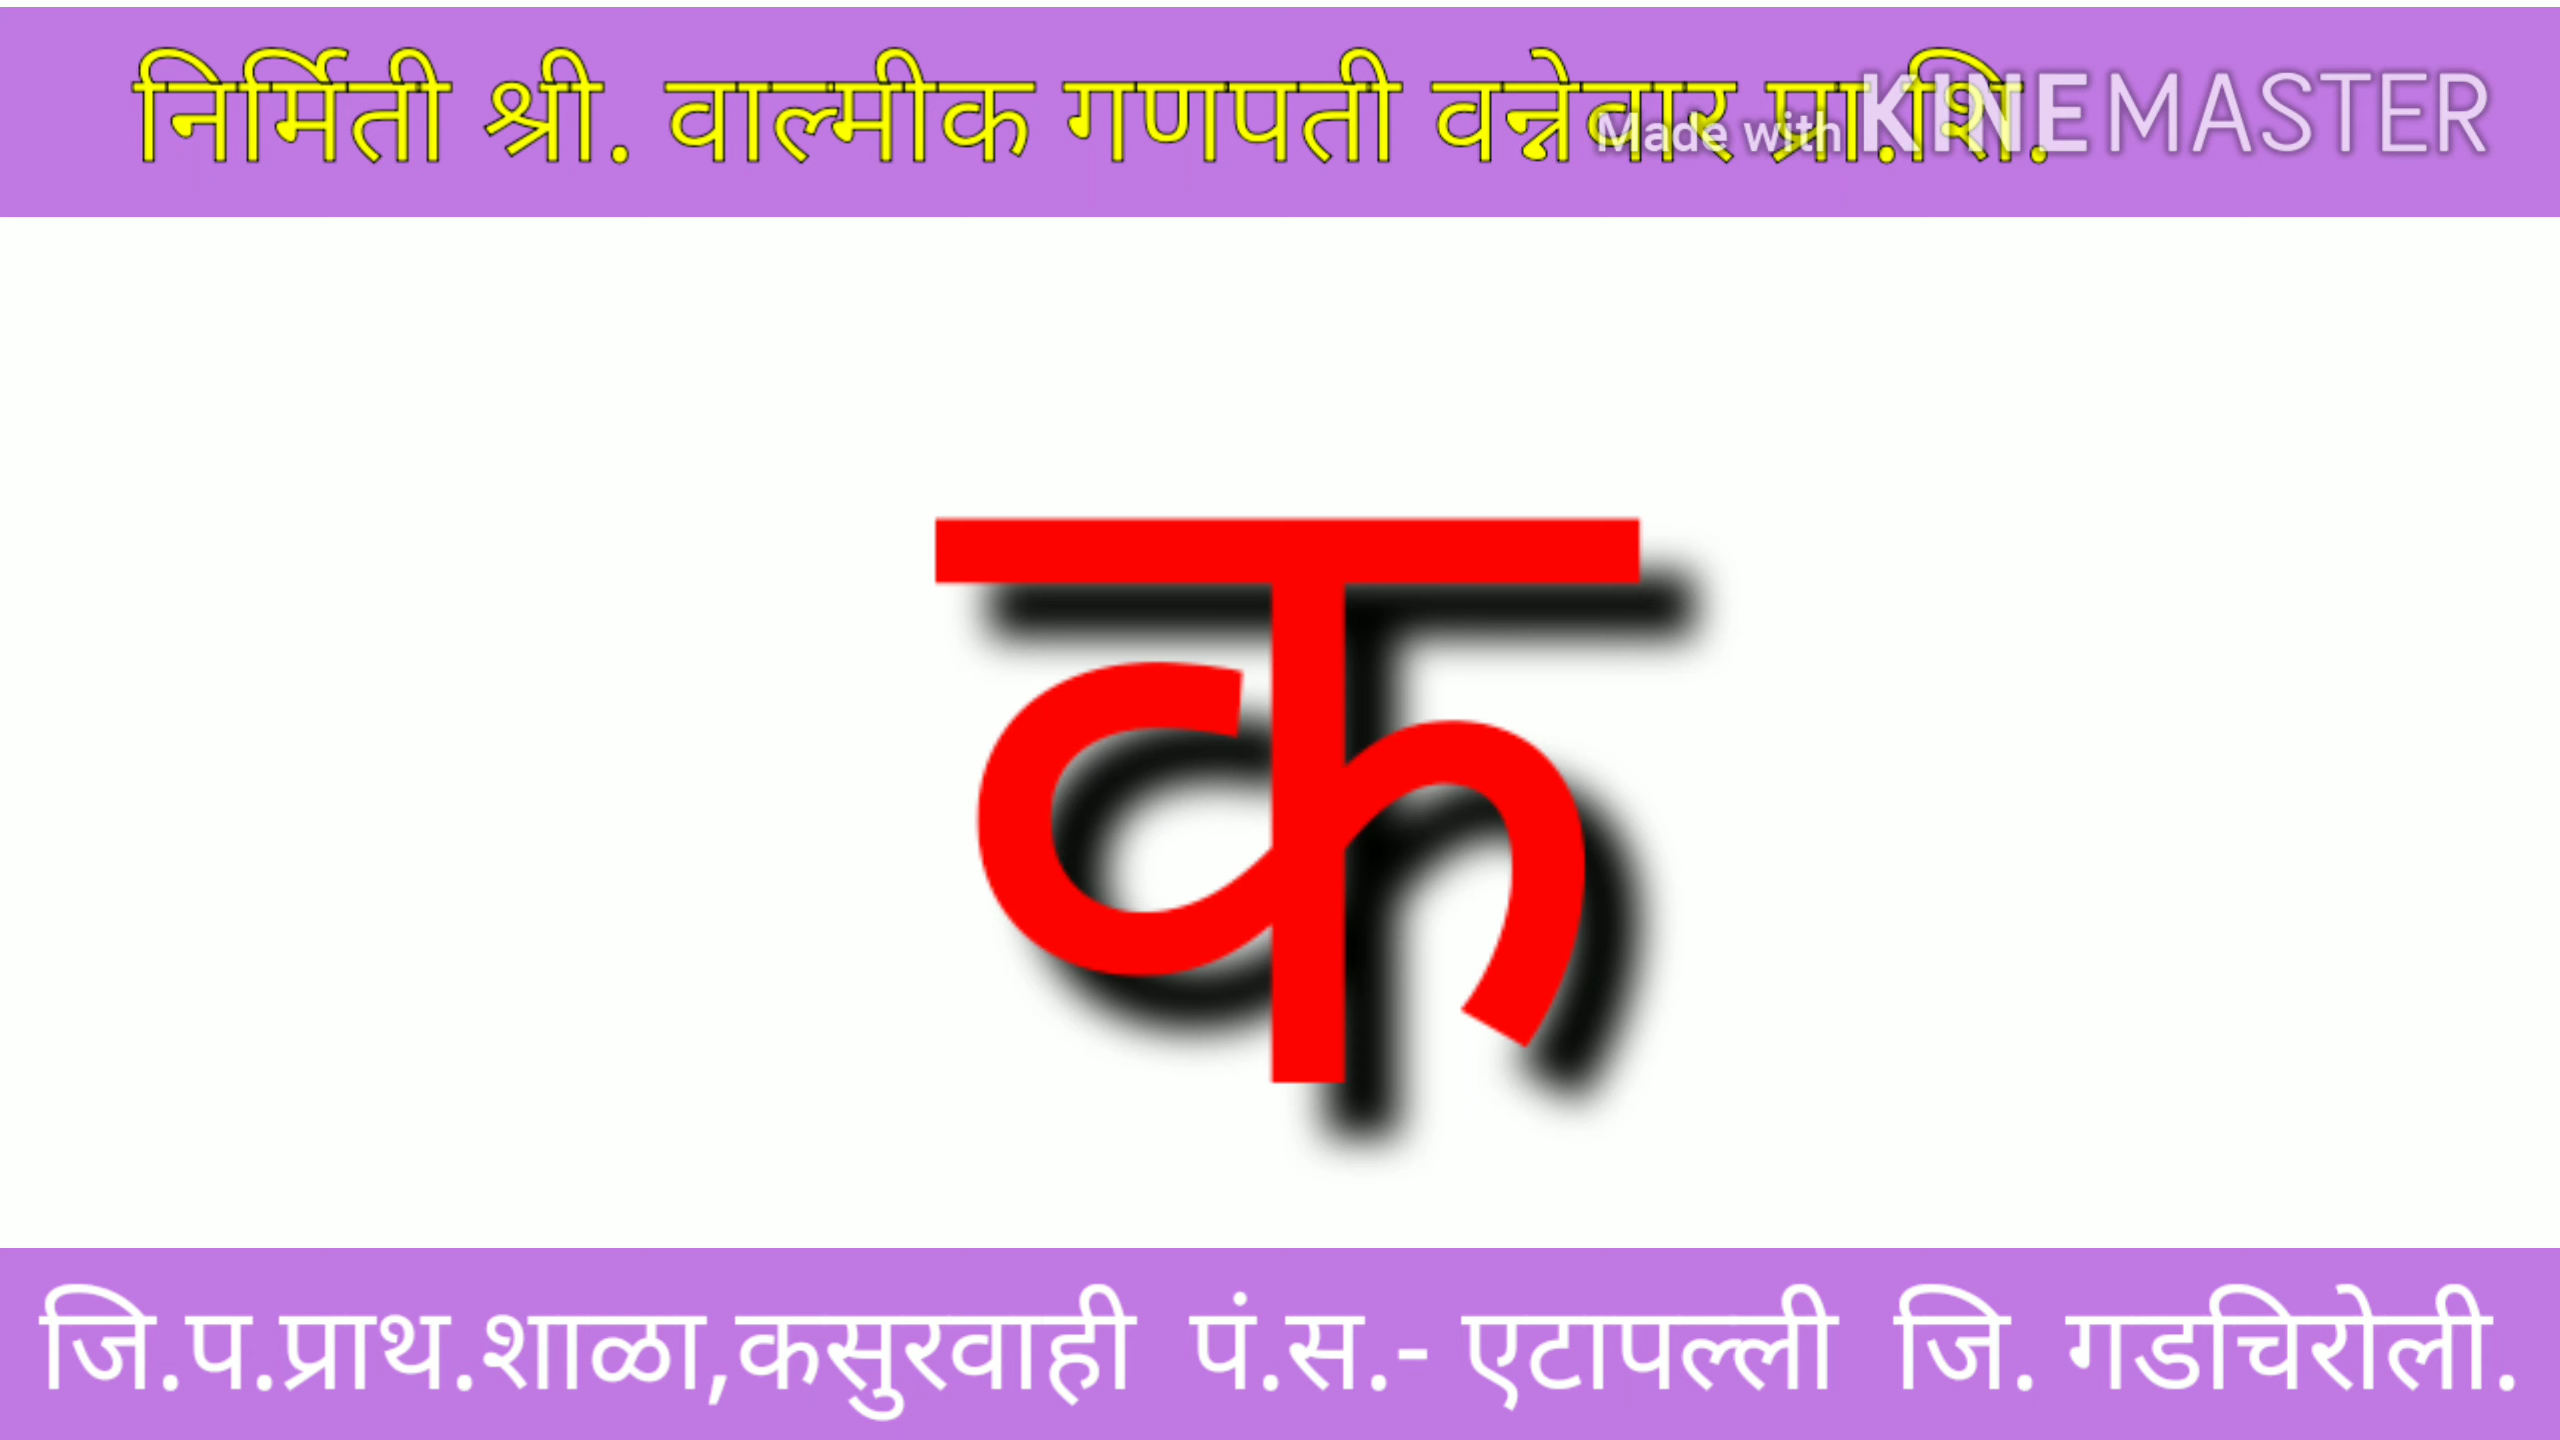 निर्मिती श्री. वाल्मीक गणपती वन्नेवार प्रा.शि.
Made with KINEMASTER
क
जि.प.प्राथ.शाळा,कसुरवाही पं.स.- एटापल्ली जि. गडचिरोली.